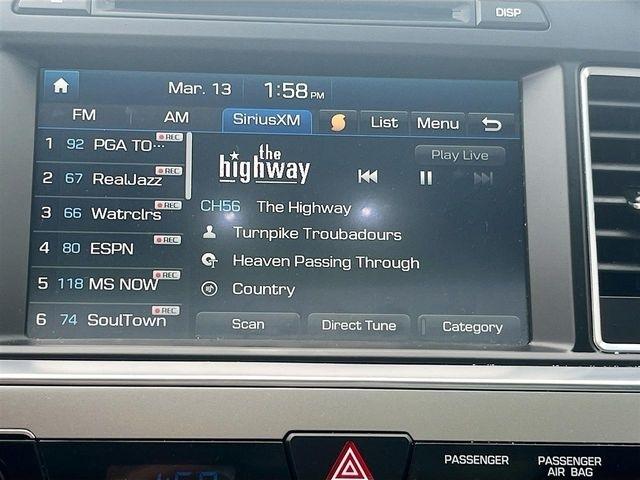 DISP
Mar. 13 1:58 PM
FM AM SiriusXM List Menu
1 92 PGA TO··· REC
2 67 RealJazz REC
3 66 Watrclrs REC
4 80 ESPN REC
5 118 MS NOW REC
6 74 SoulTown REC
the
highway
Play Live
CH56 The Highway
Turnpike Troubadours
Heaven Passing Through
Country
Scan Direct Tune Category
PASSENGER
PASSENGER
AIR BAG